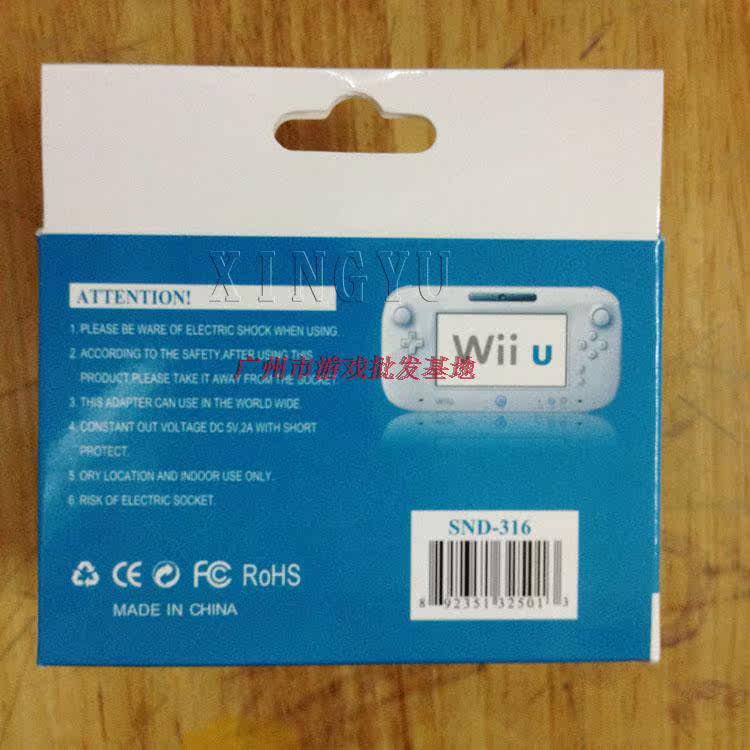 XINGYU
ATTENTION!
1. PLEASE BE WARE OF ELECTRIC SHOCK WHEN USING.
2. ACCORDING TO THE SAFETY,AFTER USING THIS
PRODUCT,PLEASE TAKE IT AWAY FROM THE SOCKET
广州市游戏批发基地
3. THIS ADAPTER CAN USE IN THE WORLD WIDE.
4. CONSTANT OUT VOLTAGE DC 5V,2A WITH SHORT
PROTECT.
5. ORY LOCATION AND INDOOR USE ONLY.
6. RISK OF ELECTRIC SOCKET.
Wii U
SND-316
8 92351 32501 3
CE FC RoHS
MADE IN CHINA